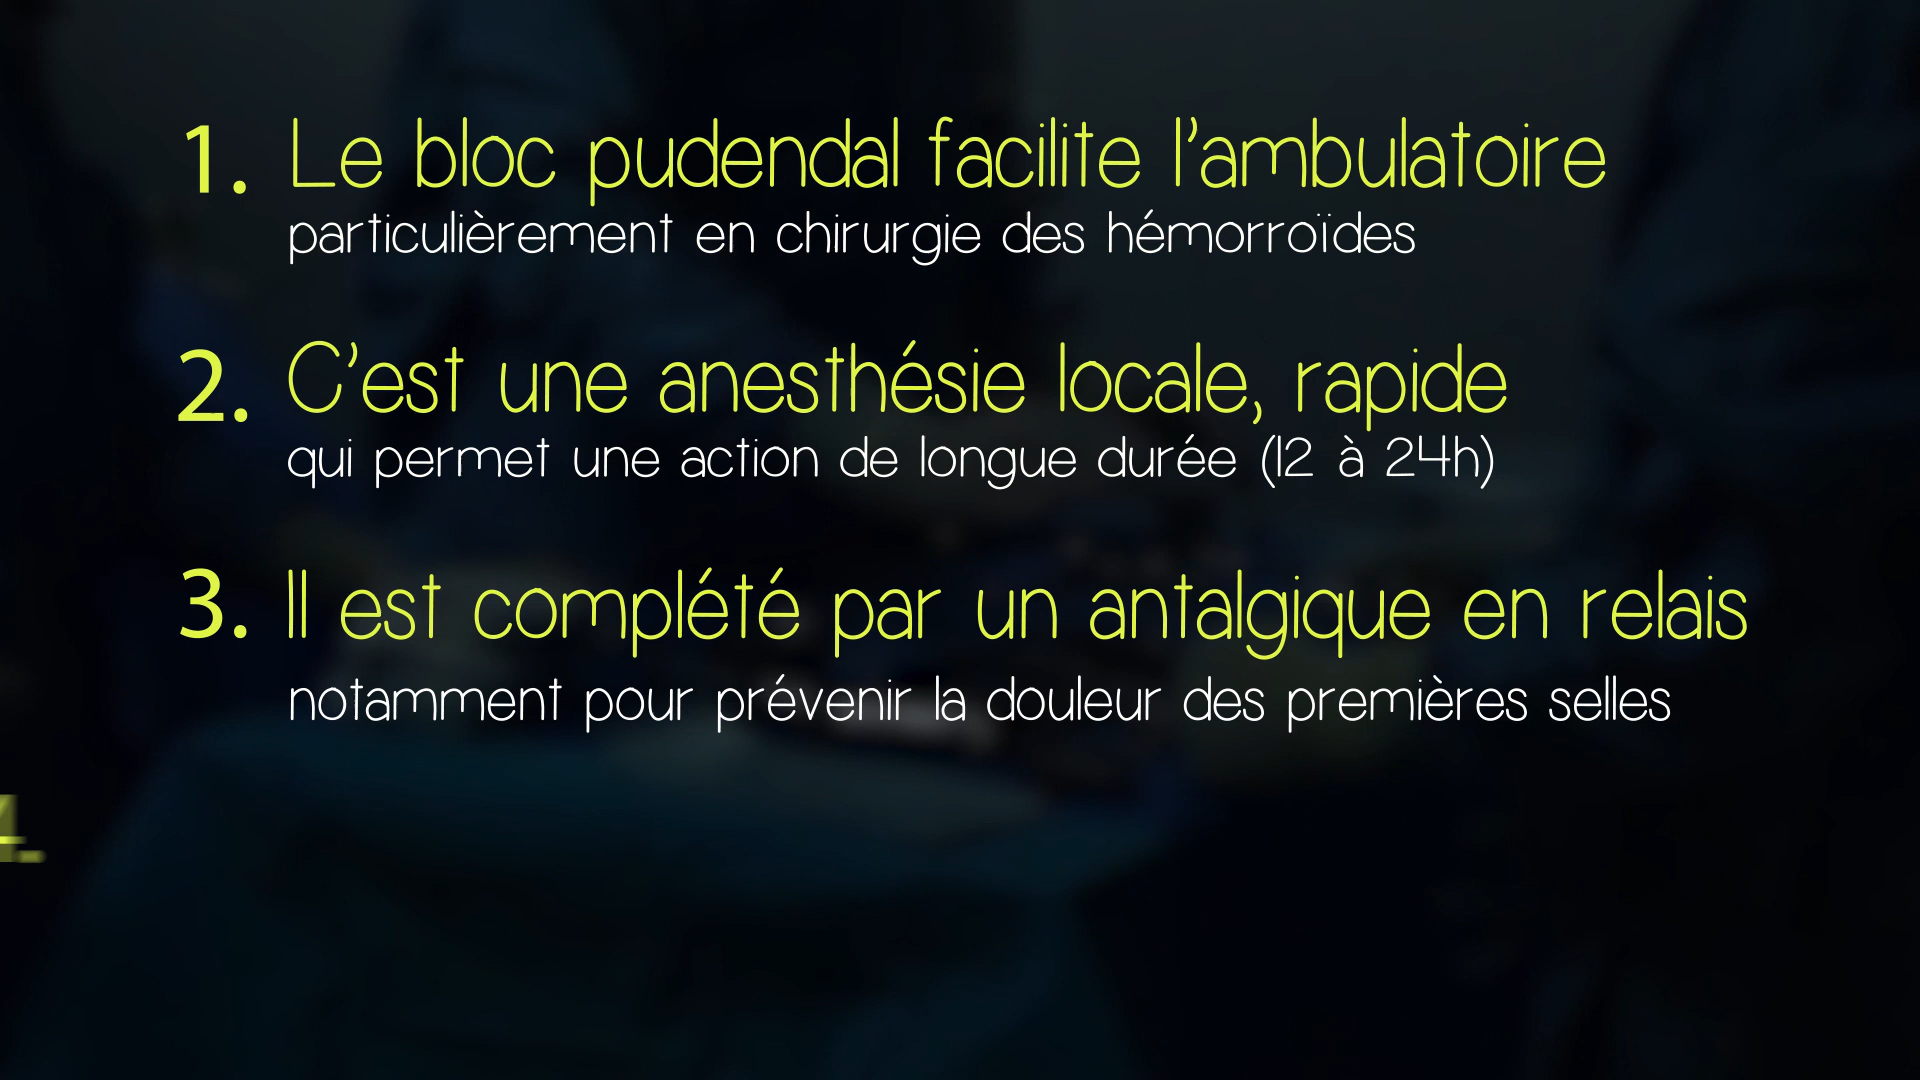 1. Le bloc pudendal facilite l'ambulatoire
particulièrement en chirurgie des hémorroïdes
2. C'est une anesthésie locale, rapide
qui permet une action de longue durée (12 à 24h)
3. Il est complété par un antalgique en relais
notamment pour prévenir la douleur des premières selles